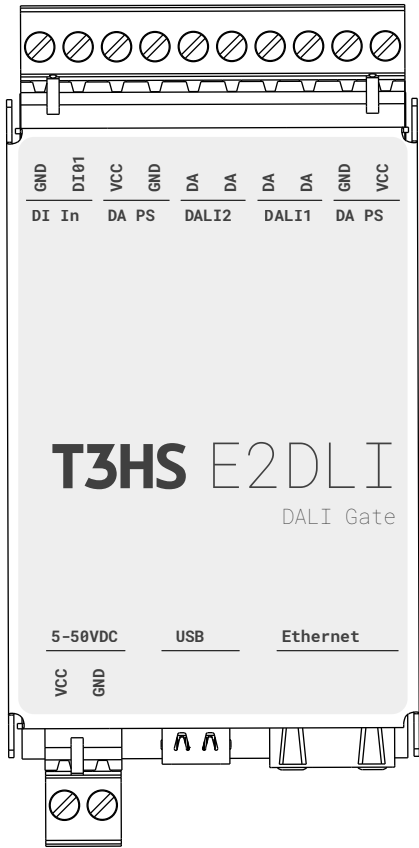 GND DI01 VCC GND DA DA DA DA GND VCC
DI In DA PS DALI2 DALI1 DA PS
T3HS E2DLI
DALI Gate
5-50VDC USB Ethernet
VCC GND